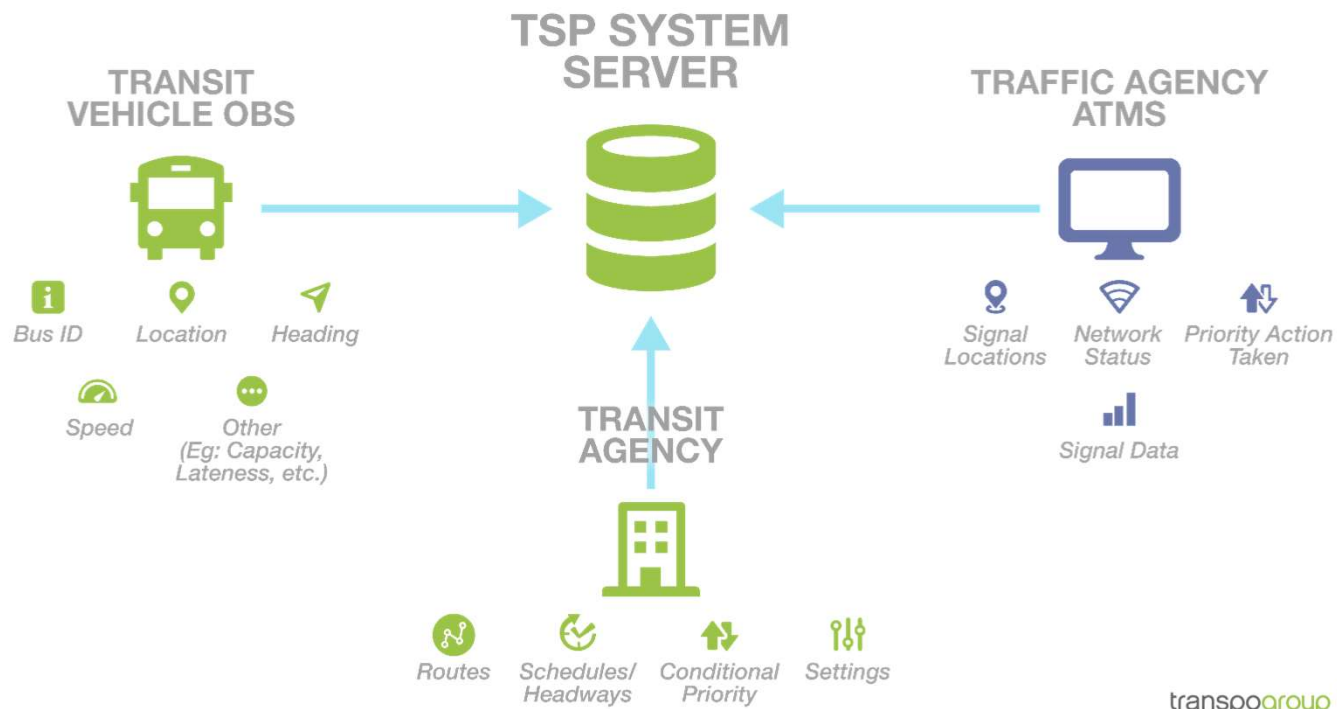 TSP SYSTEM
SERVER
TRANSIT
VEHICLE OBS
TRAFFIC AGENCY
ATMS
Bus ID
Location
Heading
Speed
Other
(Eg: Capacity,
Lateness, etc.)
Signal
Locations
Network
Status
Priority Action
Taken
Signal Data
TRANSIT
AGENCY
Routes
Schedules/
Headways
Conditional
Priority
Settings
transpogroup